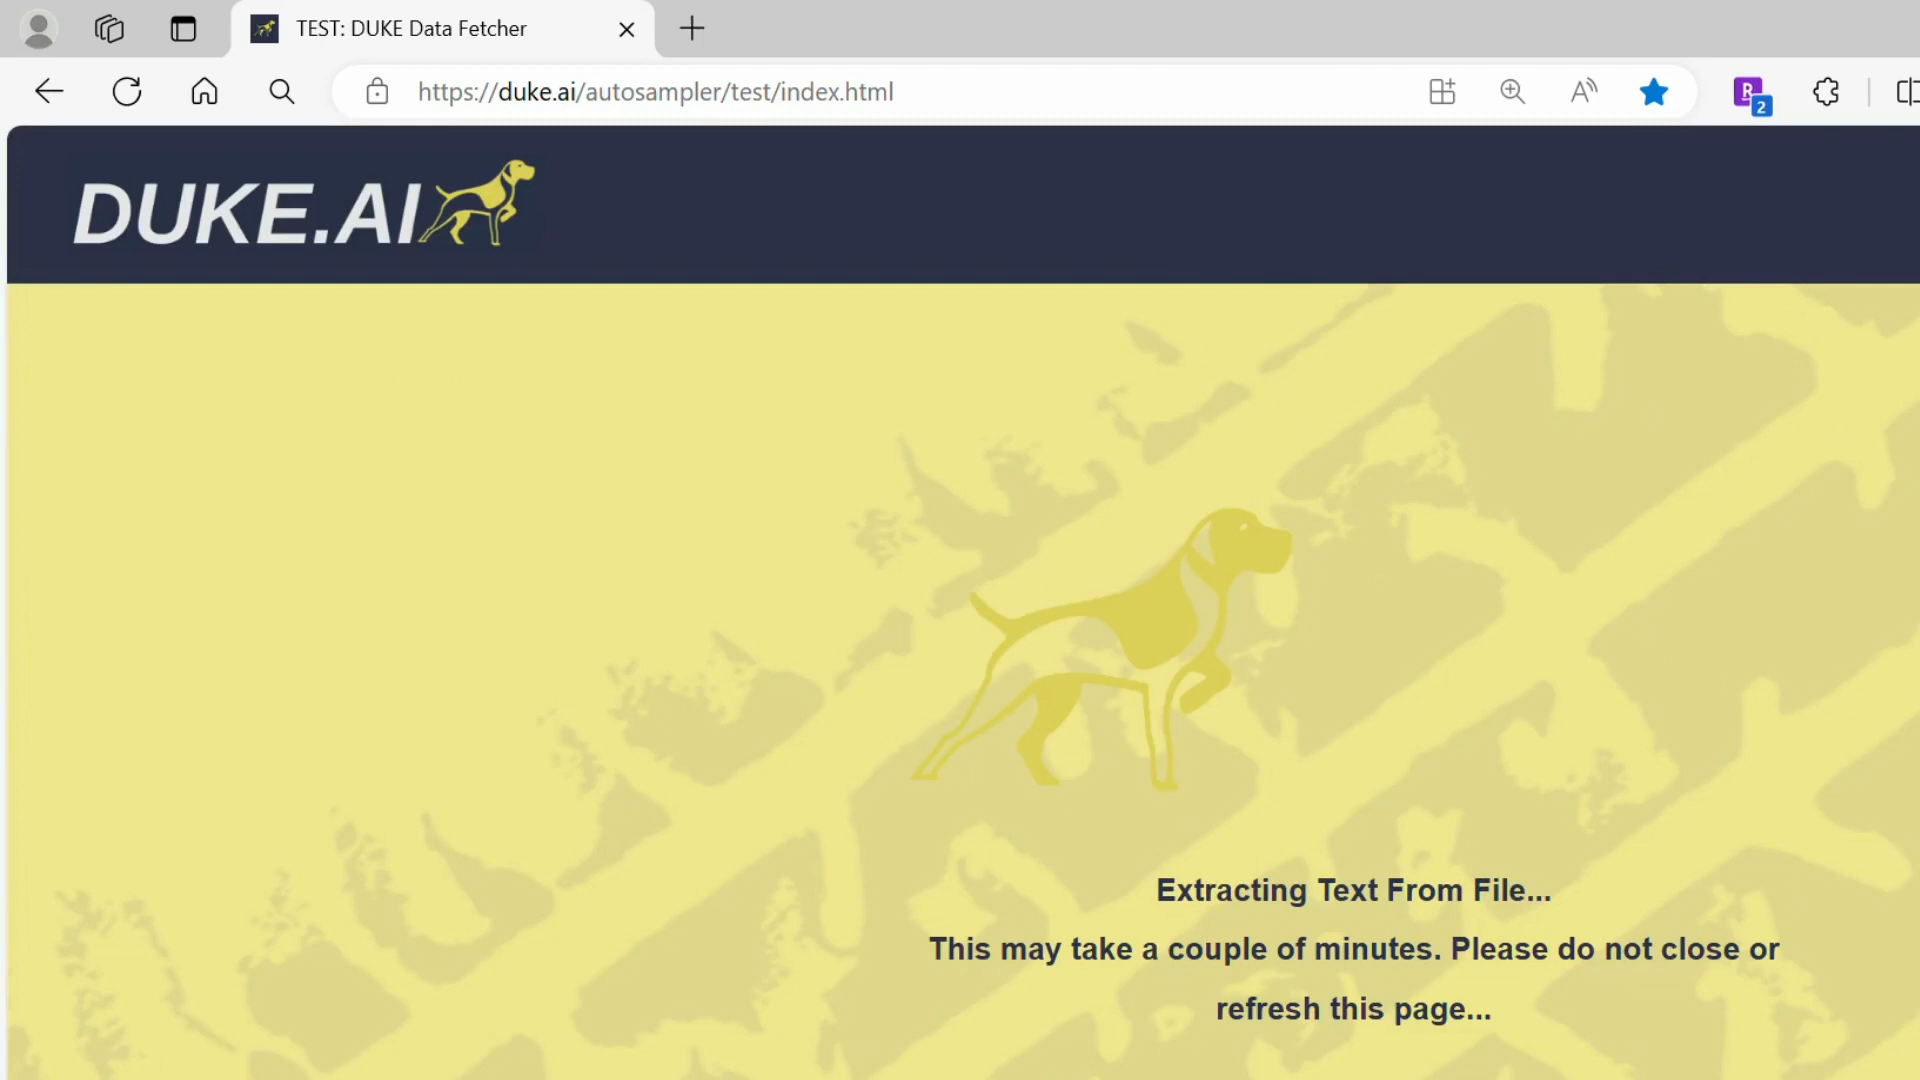 TEST: DUKE Data Fetcher
https://duke.ai/autosampler/test/index.html
R
2
DUKE.AI
Extracting Text From File...
This may take a couple of minutes. Please do not close or
refresh this page...